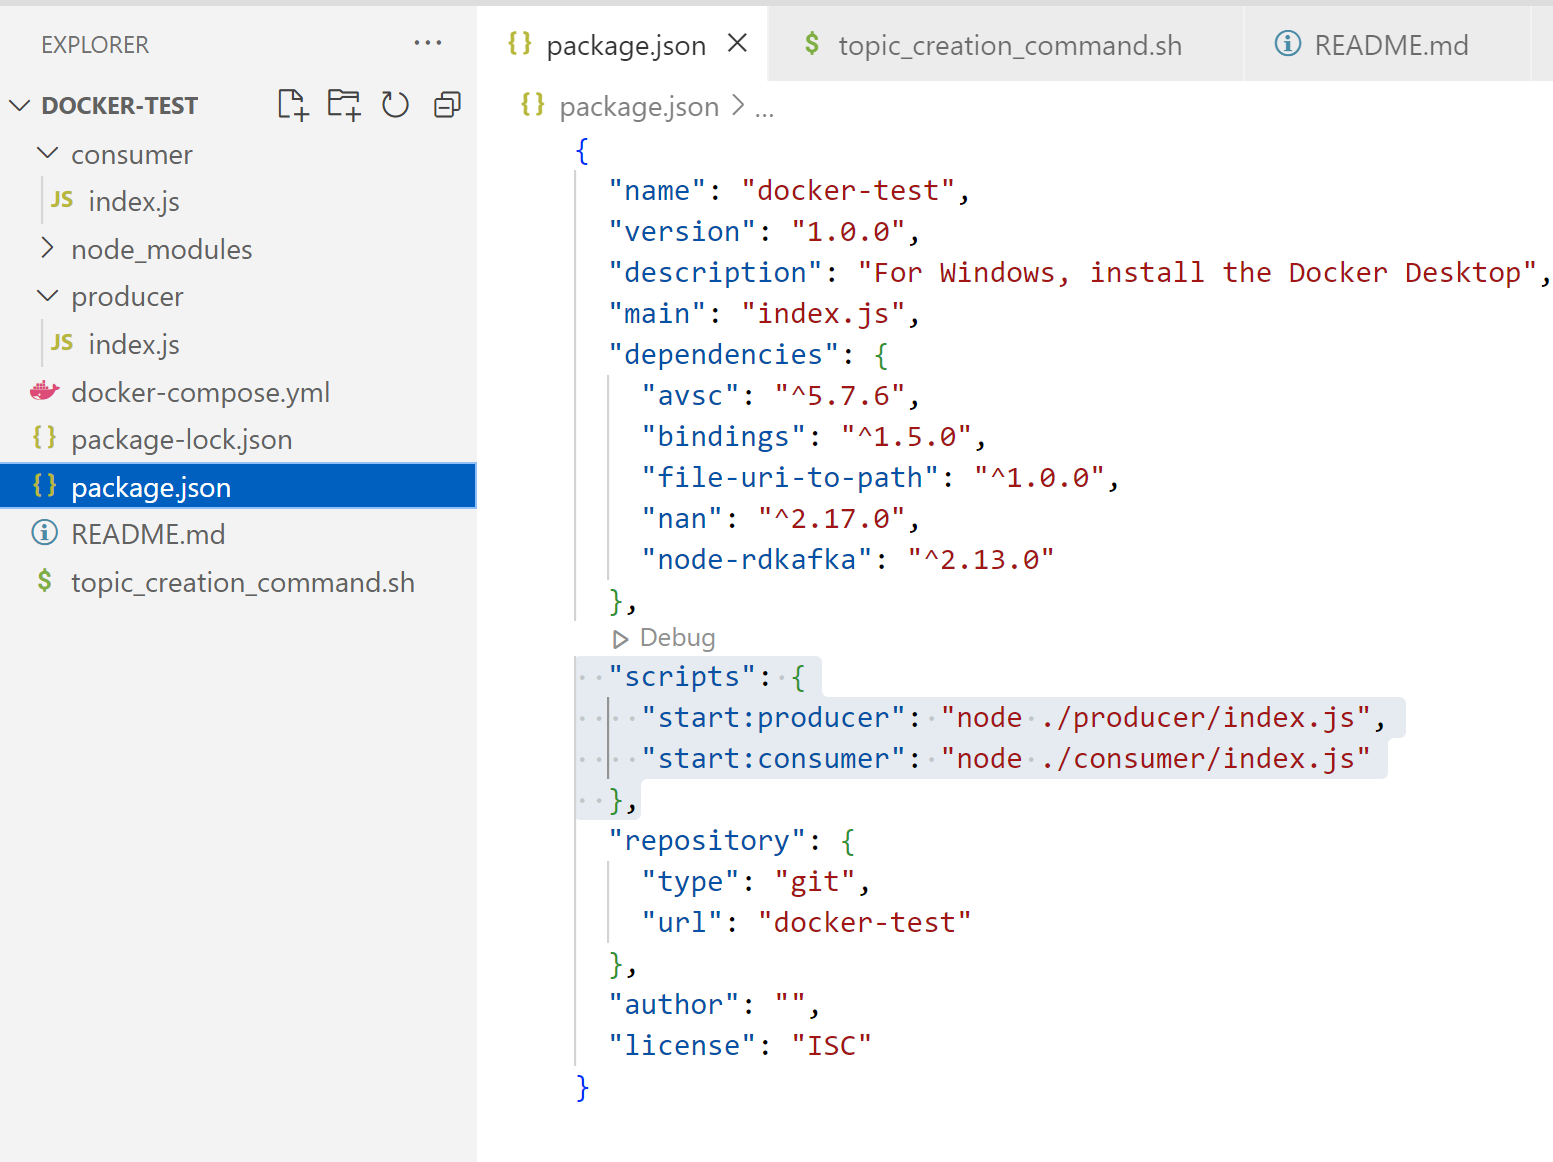 EXPLORER
DOCKER-TEST
consumer
JS index.js
node_modules
producer
JS index.js
docker-compose.yml
{} package-lock.json
{} package.json
README.md
$ topic_creation_command.sh
{} package.json
$ topic_creation_command.sh
README.md
{} package.json > ...
{
"name": "docker-test",
"version": "1.0.0",
"description": "For Windows, install the Docker Desktop",
"main": "index.js",
"dependencies": {
"avsc": "^5.7.6",
"bindings": "^1.5.0",
"file-uri-to-path": "^1.0.0",
"nan": "^2.17.0",
"node-rdkafka": "^2.13.0"
},
Debug
"scripts": {
"start:producer": "node ./producer/index.js",
"start:consumer": "node ./consumer/index.js"
},
"repository": {
"type": "git",
"url": "docker-test"
},
"author": "",
"license": "ISC"
}